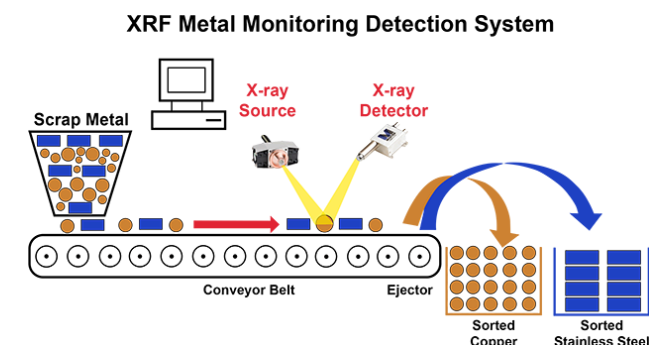 XRF Metal Monitoring Detection System
X-ray
Source
X-ray
Detector
Scrap Metal
Conveyor Belt
Ejector
Sorted
Copper
Sorted
Stainless Steel